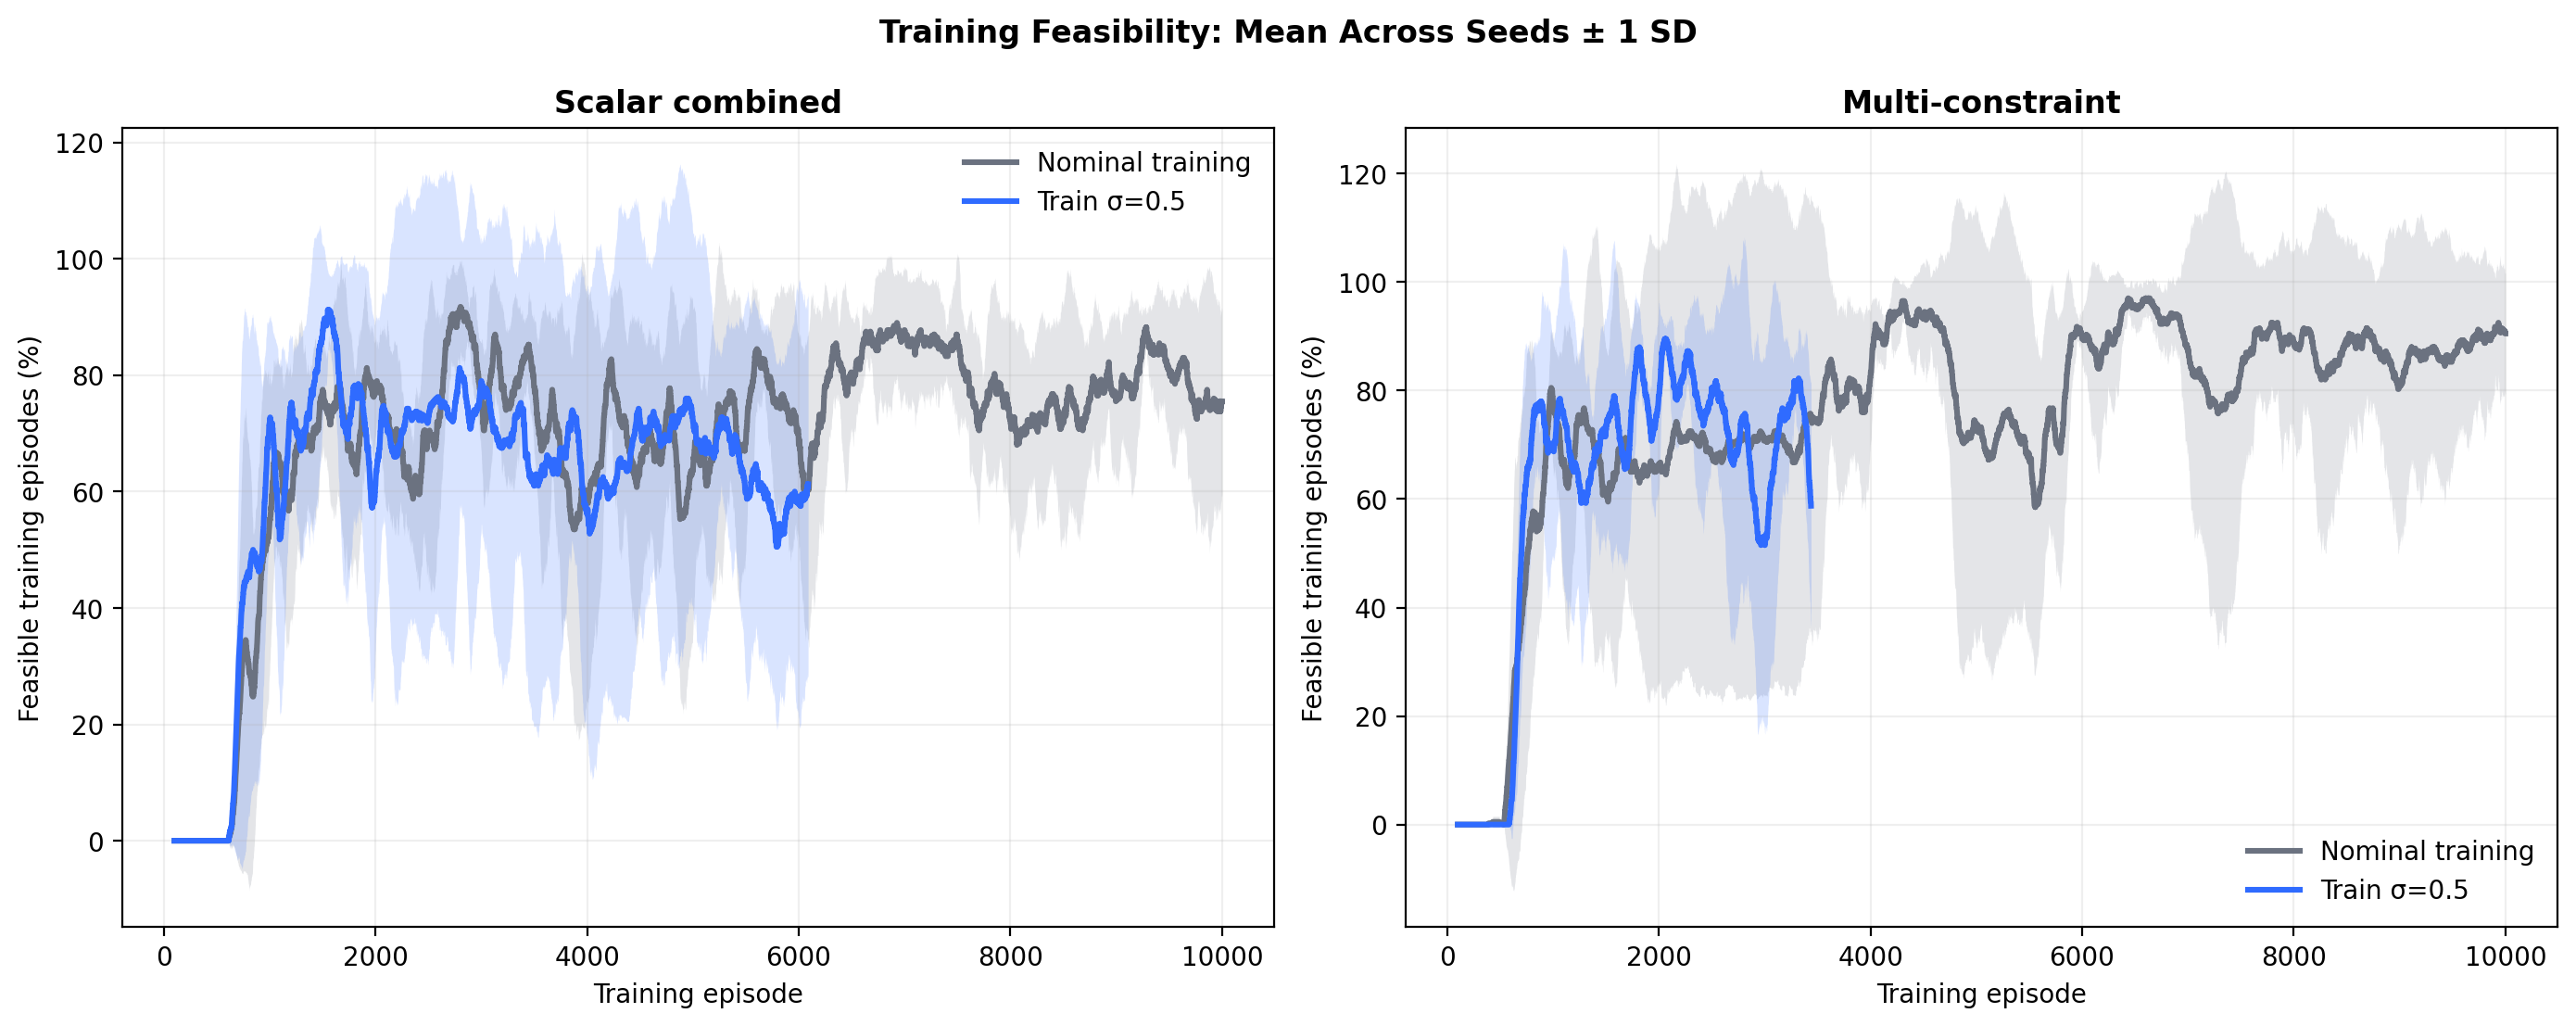 Training Feasibility: Mean Across Seeds ± 1 SD
Scalar combined
Feasible training episodes (%)
120
100
80
60
40
20
0
Nominal training
Train σ=0.5
0 2000 4000 6000 8000 10000
Training episode
Multi-constraint
Feasible training episodes (%)
120
100
80
60
40
20
0
Nominal training
Train σ=0.5
0 2000 4000 6000 8000 10000
Training episode